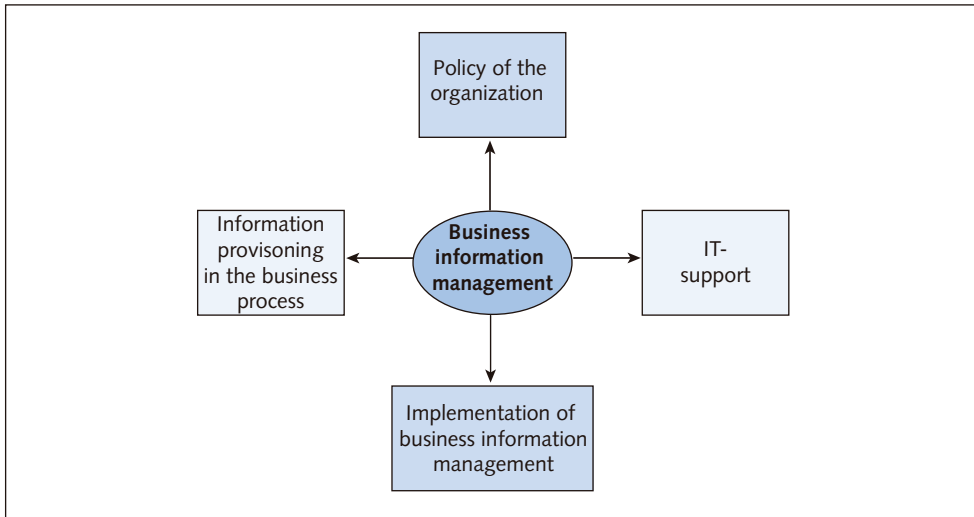 Policy of the
organization
Information
provisoning
in the business
process
Business
information
management
IT-
support
Implementation of
business information
management